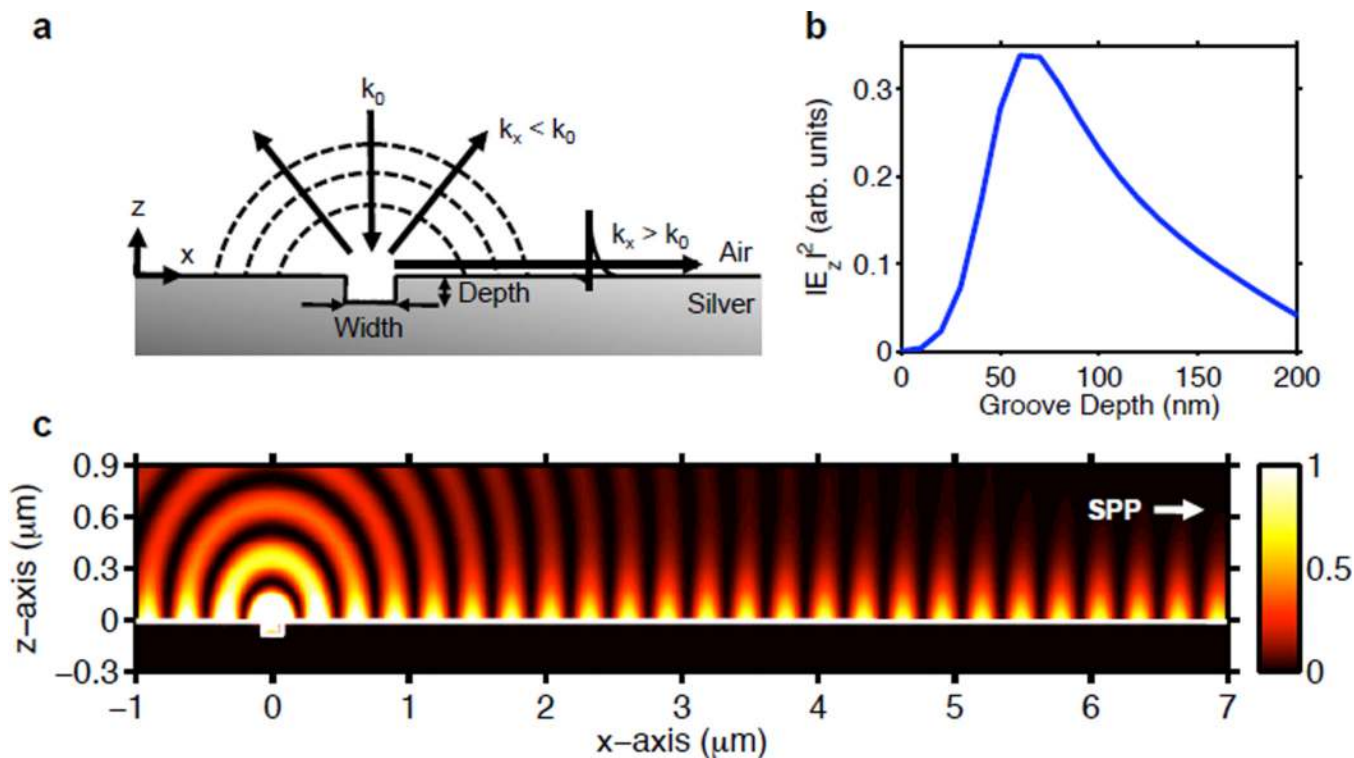 a
k₀
kₓ < k₀
z
x
kₓ > k₀
Air
Depth
Silver
Width
b
|E_z|² (arb. units)
0.3
0.2
0.1
0
0 50 100 150 200
Groove Depth (nm)
c
z−axis (μm)
0.9
0.6
0.3
0
−0.3
SPP
1
0.5
0
−1 0 1 2 3 4 5 6 7
x−axis (μm)